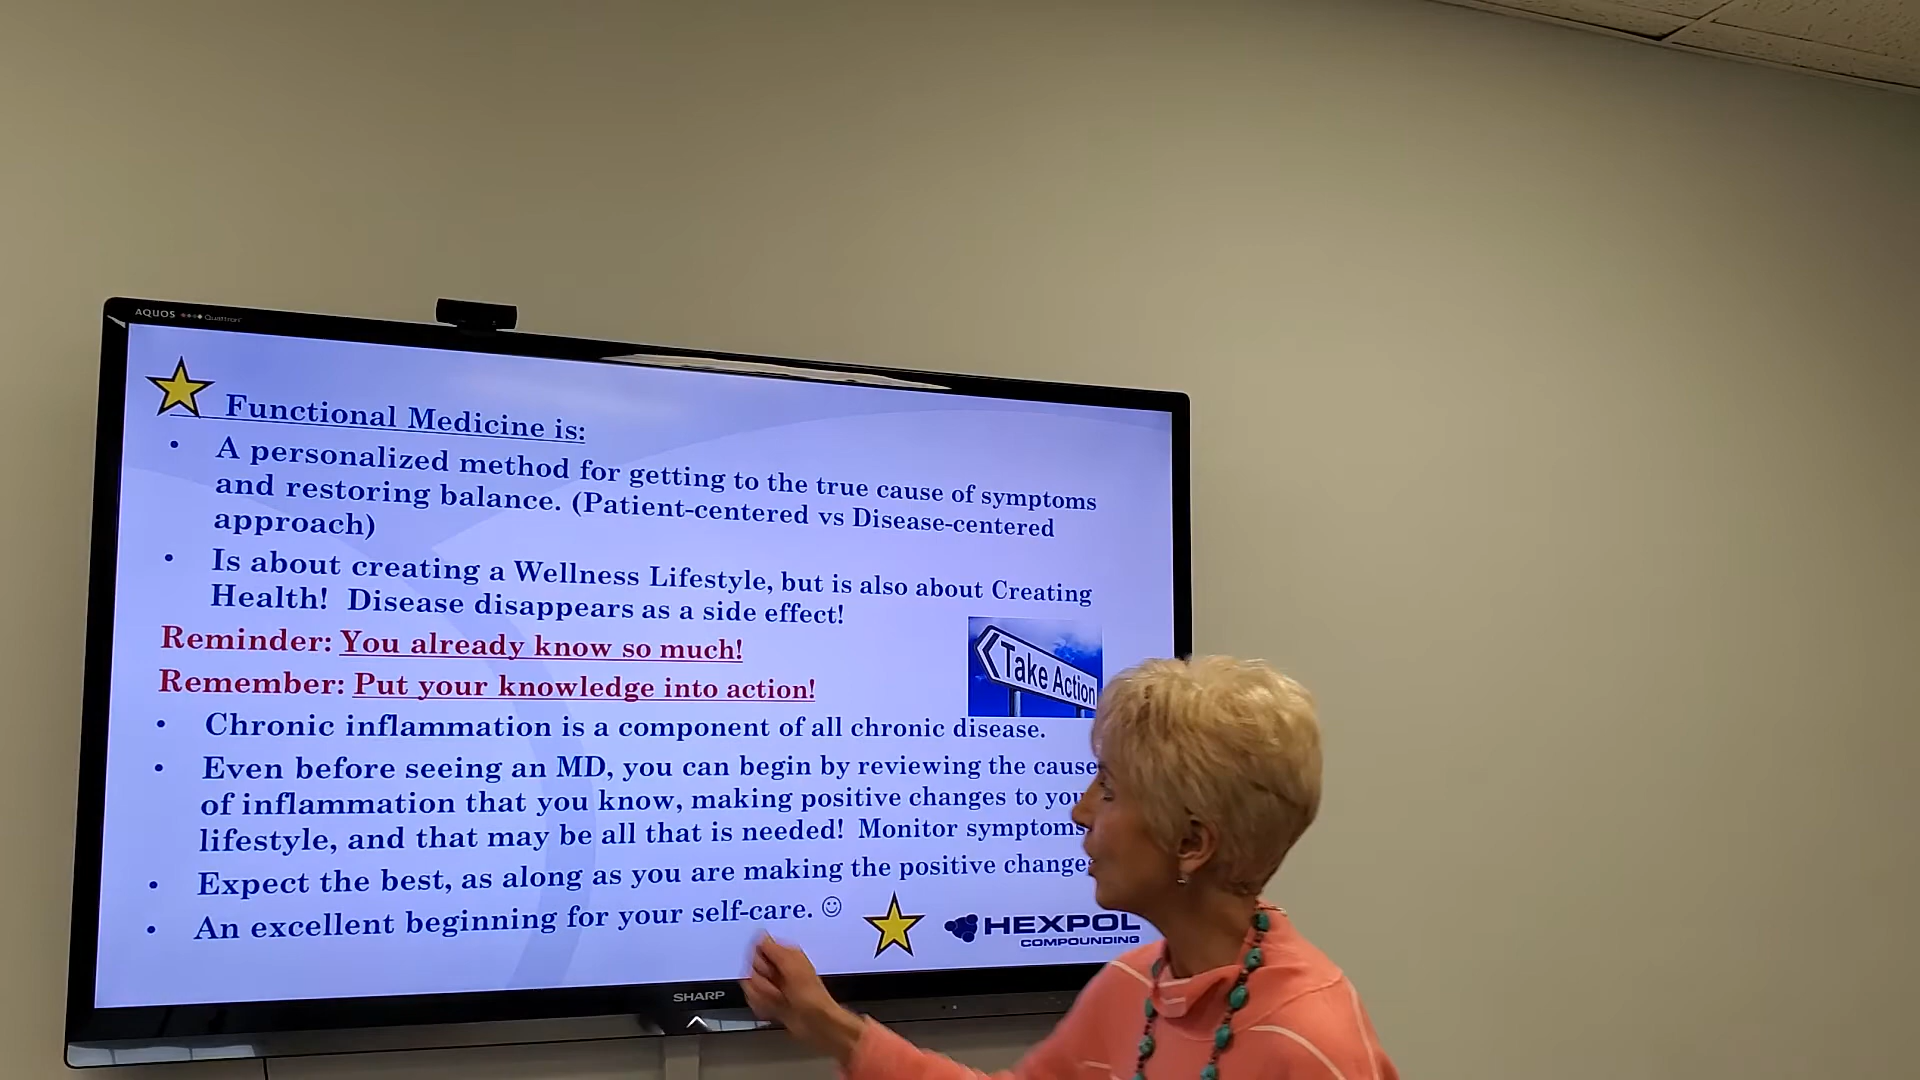 AQUOS Quattron
Functional Medicine is:
• A personalized method for getting to the true cause of symptoms
and restoring balance. (Patient-centered vs Disease-centered
approach)
• Is about creating a Wellness Lifestyle, but is also about Creating
Health! Disease disappears as a side effect!
Reminder: You already know so much!
Take Action
Remember: Put your knowledge into action!
• Chronic inflammation is a component of all chronic disease.
• Even before seeing an MD, you can begin by reviewing the cause
of inflammation that you know, making positive changes to you
lifestyle, and that may be all that is needed! Monitor symptoms.
• Expect the best, as along as you are making the positive changes
• An excellent beginning for your self-care. ☺
HEXPOL
COMPOUNDING
SHARP